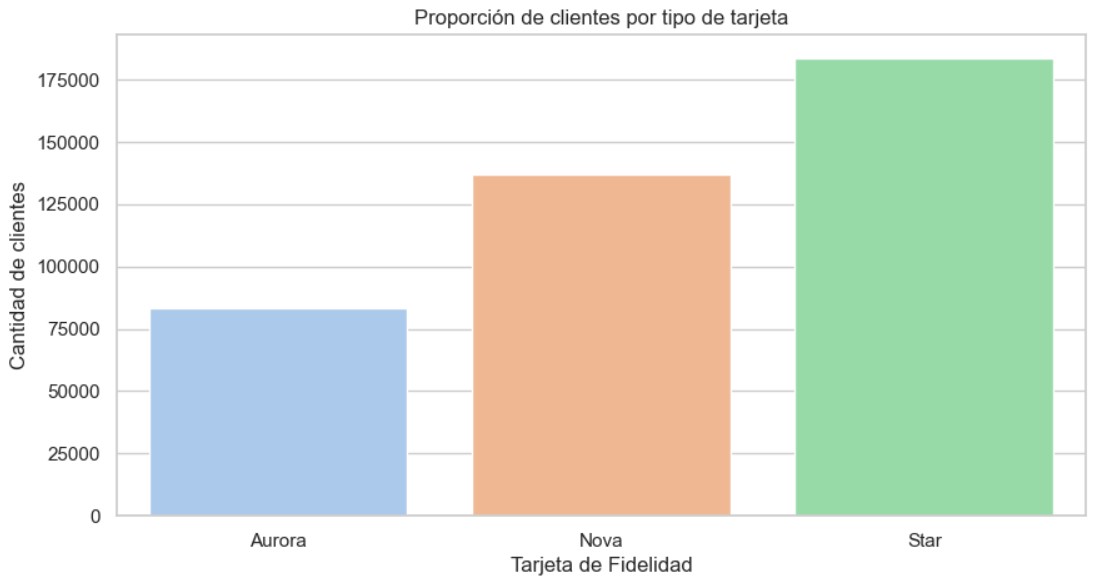 Proporción de clientes por tipo de tarjeta
Cantidad de clientes
175000
150000
125000
100000
75000
50000
25000
0
Aurora
Nova
Star
Tarjeta de Fidelidad